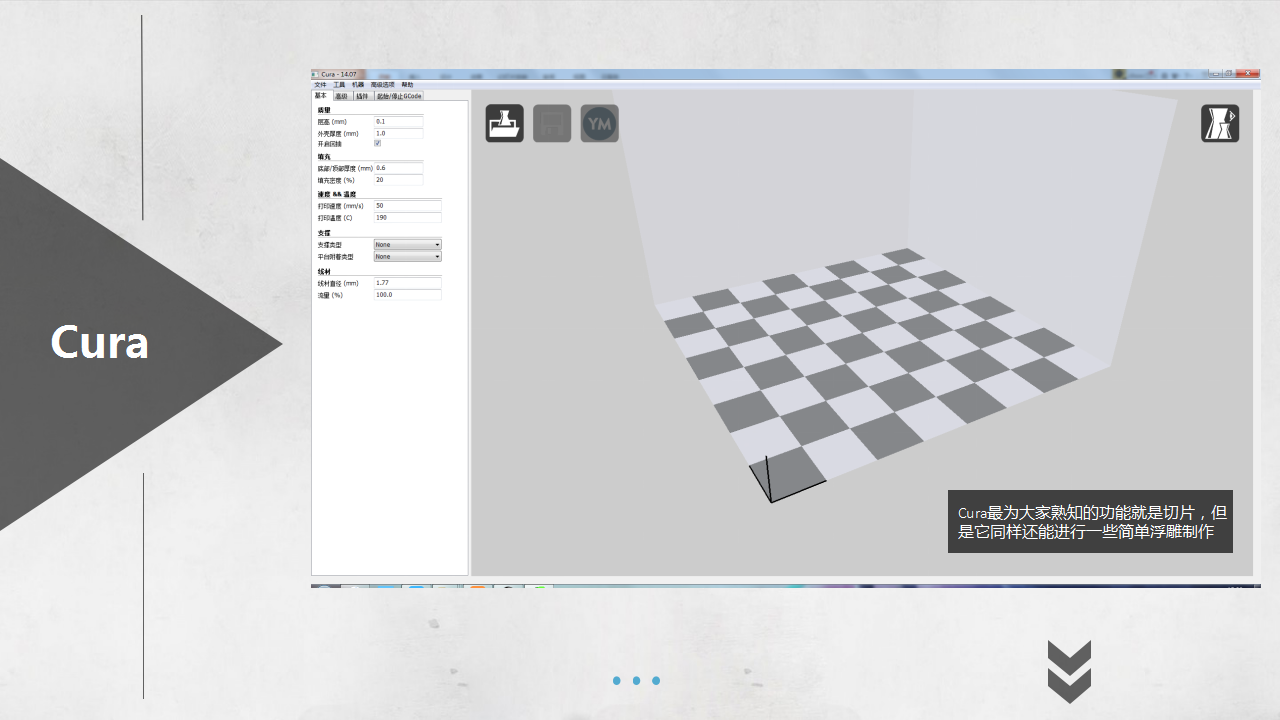 Cura
Cura - 14.07
文件 工具 机器 高级选项 帮助
基本 高级 插件 起始/停止GCode
质量
层高 (mm) 0.1
外壳厚度 (mm) 1.0
开启回抽
填充
底部/顶部厚度 (mm) 0.6
填充密度 (%) 20
速度 && 温度
打印速度 (mm/s) 50
打印温度 (C) 190
支撑
支撑类型 None
平台附着类型 None
线材
线材直径 (mm) 1.77
流量 (%) 100.0
YM
Cura最为大家熟知的功能就是切片，但
是它同样还能进行一些简单浮雕制作